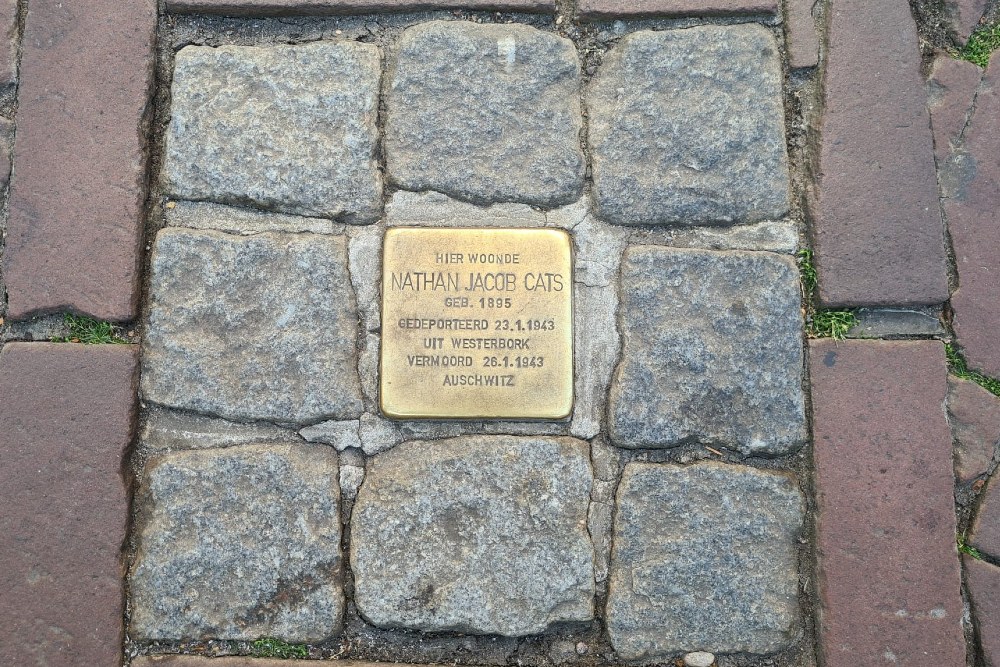 HIER WOONDE
NATHAN JACOB CATS
GEB. 1895
GEDEPORTEERD 23.1.1943
UIT WESTERBORK
VERMOORD 26.1.1943
AUSCHWITZ